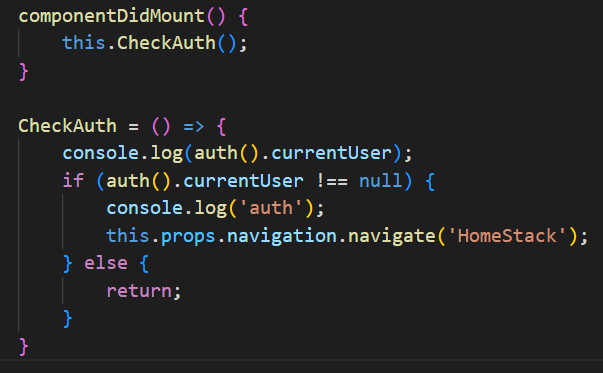 componentDidMount() {
    this.CheckAuth();
}

CheckAuth = () => {
    console.log(auth().currentUser);
    if (auth().currentUser !== null) {
        console.log('auth');
        this.props.navigation.navigate('HomeStack');
    } else {
        return;
    }
}